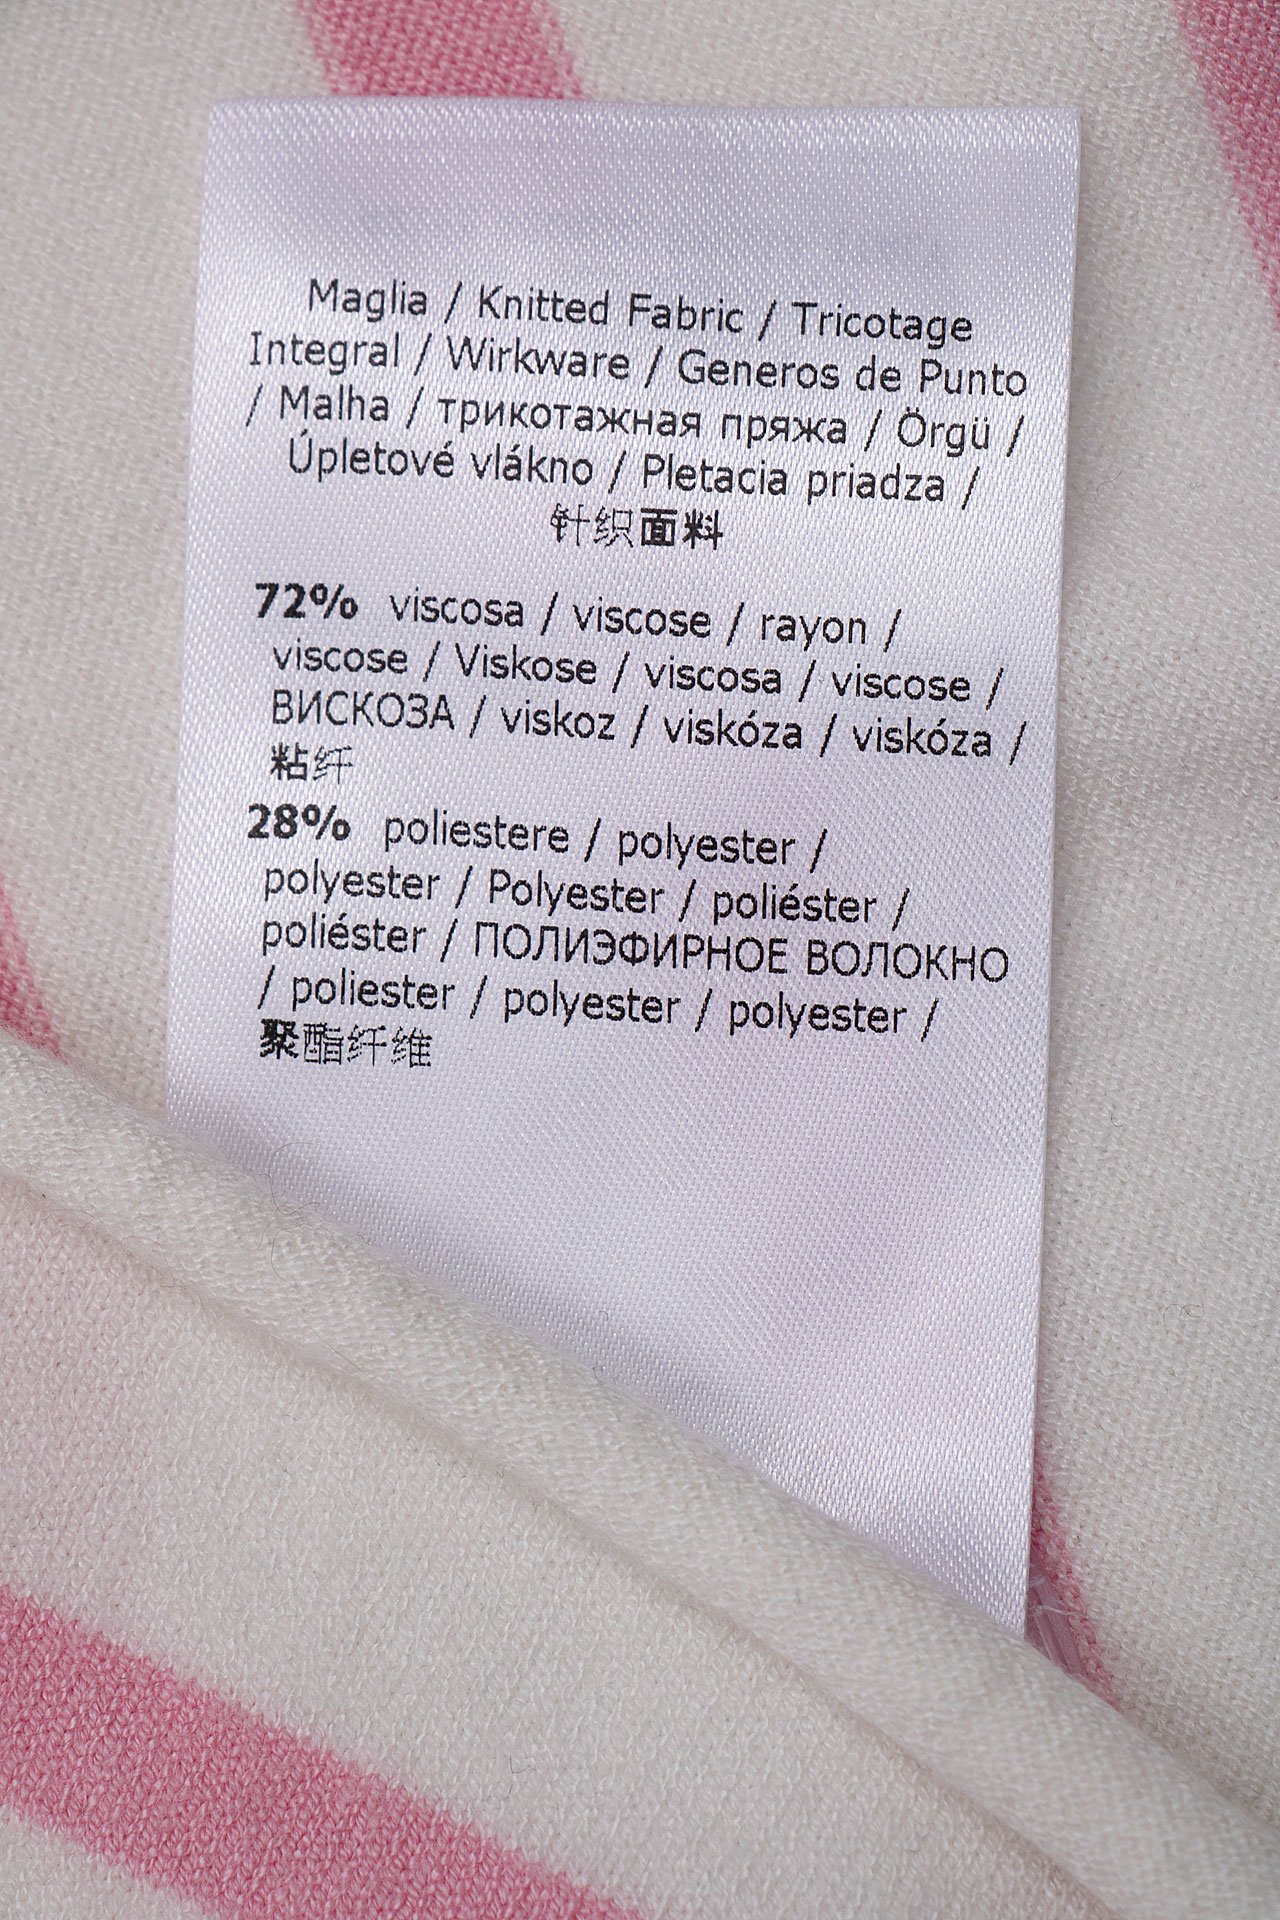 Maglia / Knitted Fabric / Tricotage
Integral / Wirkware / Generos de Punto
/ Malha / трикотажная пряжа / Örgü /
Úpletové vlákno / Pletacia priadza /
针织面料
72% viscosa / viscose / rayon /
viscose / Viskose / viscosa / viscose /
ВИСКОЗА / viskoz / viskóza / viskóza /
粘纤
28% poliestere / polyester /
polyester / Polyester / poliéster /
poliéster / ПОЛИЭФИРНОЕ ВОЛОКНО
/ poliester / polyester / polyester /
聚酯纤维